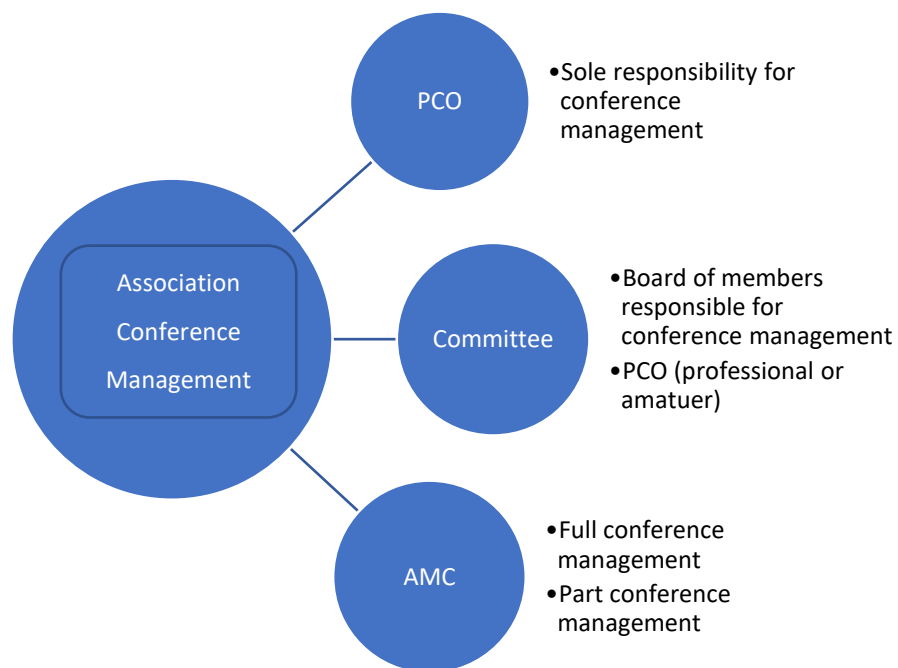 PCO
•Sole responsibility for
conference
management
Association
Conference
Management
Committee
•Board of members
responsible for
conference management
•PCO (professional or
amatuer)
AMC
•Full conference
management
•Part conference
management